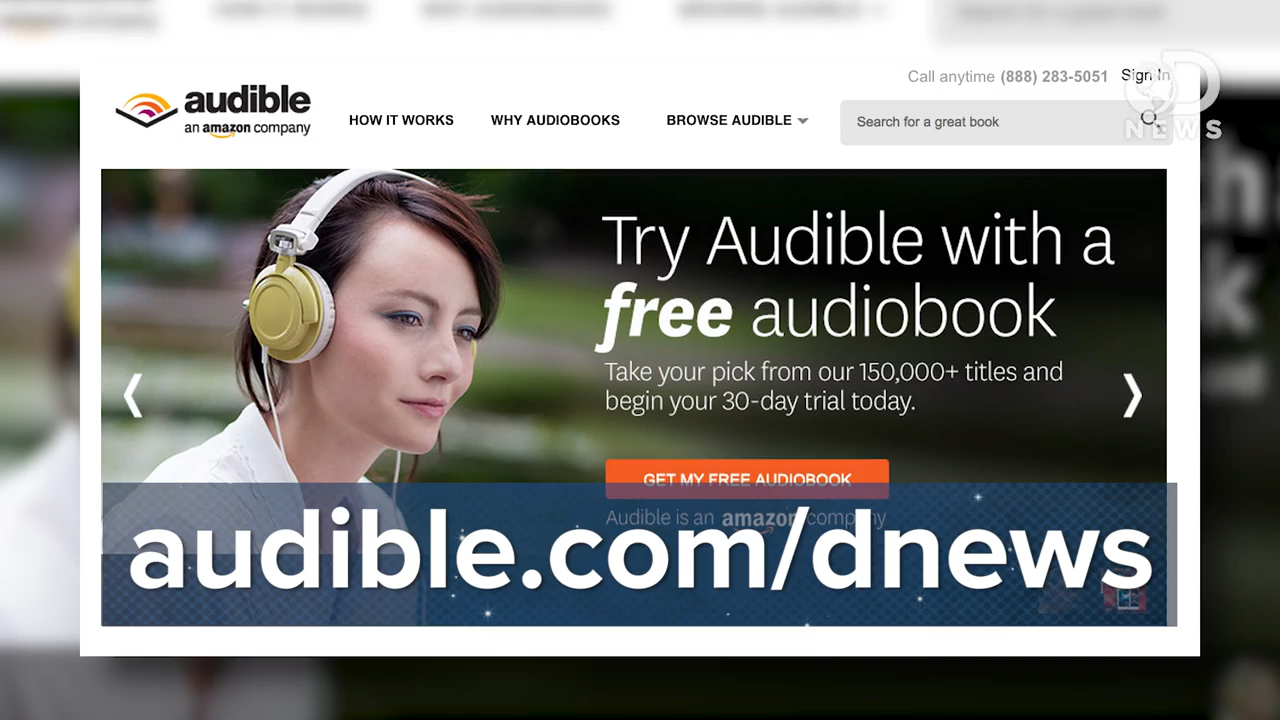 Call anytime (888) 283-5051 Sign In
audible
an amazon company
HOW IT WORKS WHY AUDIOBOOKS BROWSE AUDIBLE
Search for a great book
D
NEWS
Try Audible with a
free audiobook
Take your pick from our 150,000+ titles and
begin your 30-day trial today.
GET MY FREE AUDIOBOOK
Audible is an amazon company
audible.com/dnews